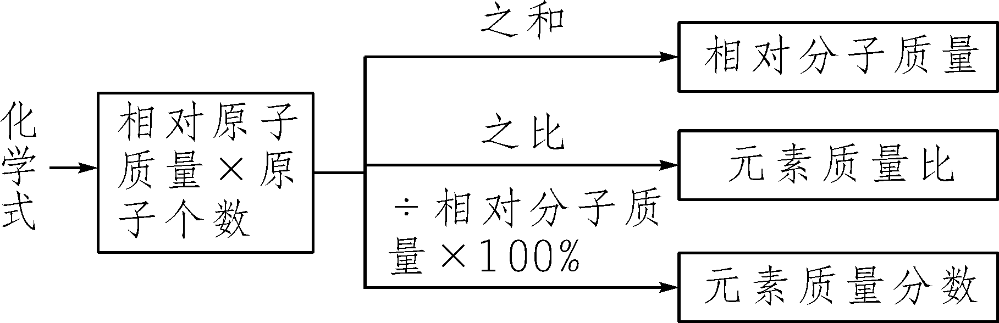 化
学
式
相对原子
质量×原
子个数
之和
相对分子质量
之比
元素质量比
÷相对分子质
量×100%
元素质量分数